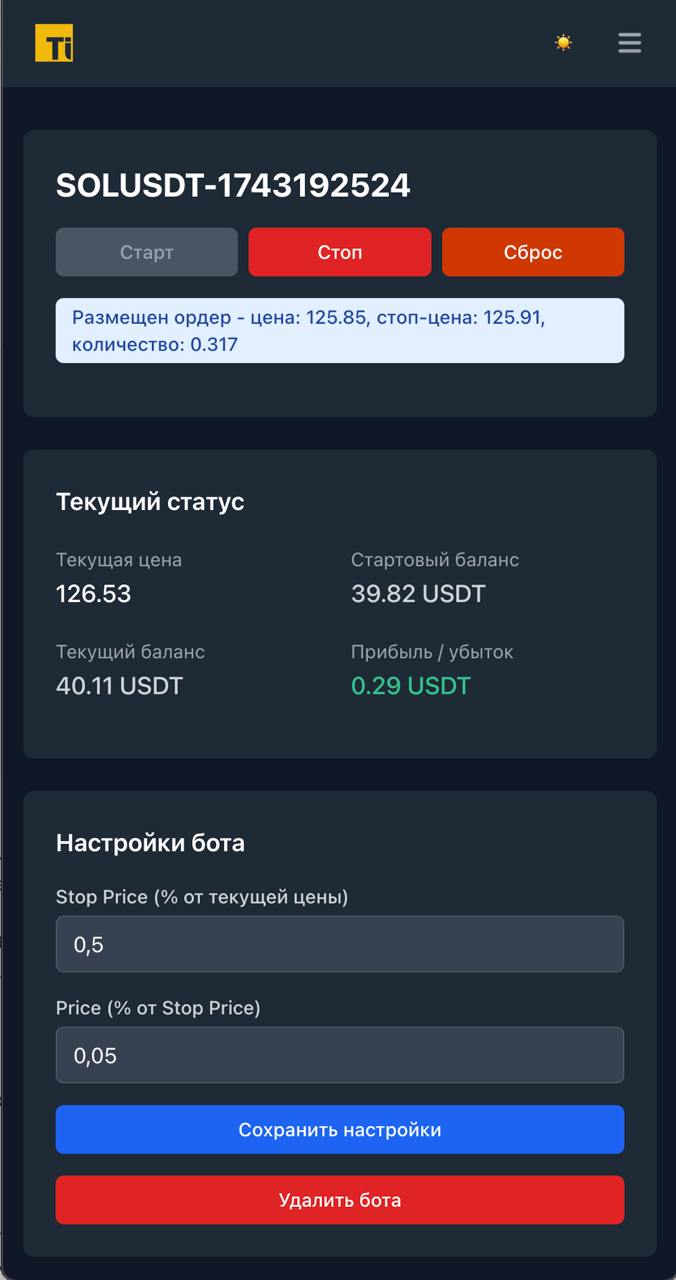 Ti
SOLUSDT-1743192524
Старт
Стоп
Сброс
Размещен ордер - цена: 125.85, стоп-цена: 125.91,
количество: 0.317
Текущий статус
Текущая цена
Стартовый баланс
126.53
39.82 USDT
Текущий баланс
Прибыль / убыток
40.11 USDT
0.29 USDT
Настройки бота
Stop Price (% от текущей цены)
0,5
Price (% от Stop Price)
0,05
Сохранить настройки
Удалить бота